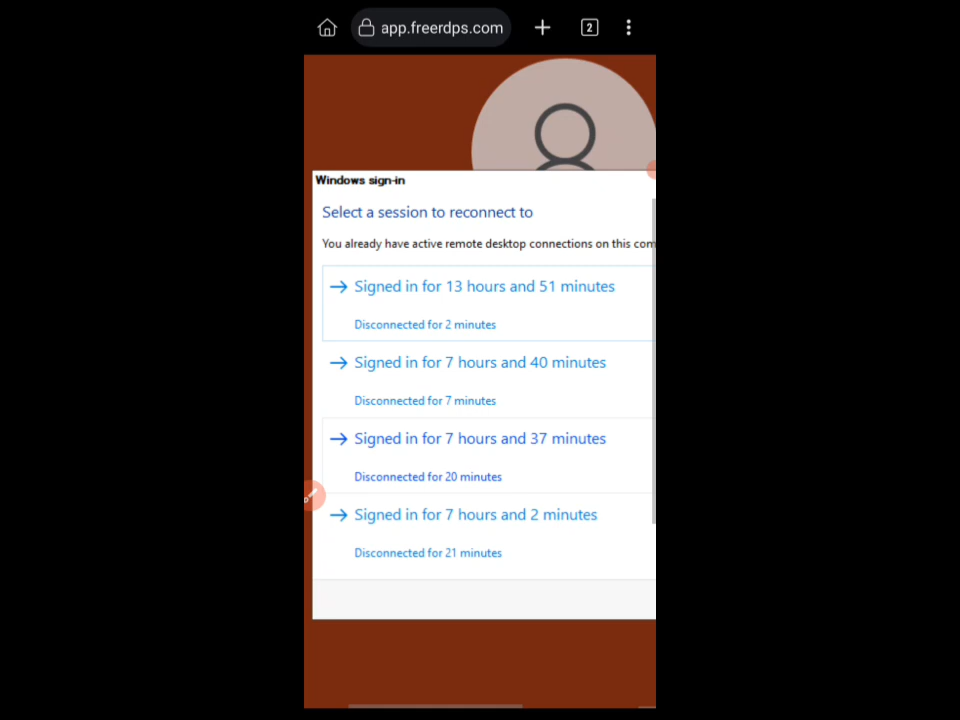 app.freerdps.com
2
Windows sign-in
Select a session to reconnect to
You already have active remote desktop connections on this com
Signed in for 13 hours and 51 minutes
Disconnected for 2 minutes
Signed in for 7 hours and 40 minutes
Disconnected for 7 minutes
Signed in for 7 hours and 37 minutes
Disconnected for 20 minutes
Signed in for 7 hours and 2 minutes
Disconnected for 21 minutes